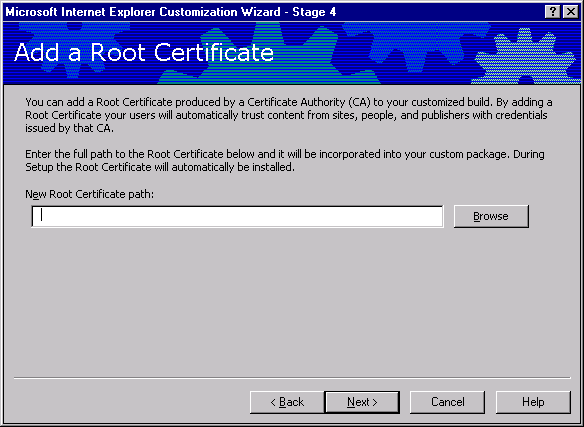 Microsoft Internet Explorer Customization Wizard - Stage 4
Add a Root Certificate
You can add a Root Certificate produced by a Certificate Authority (CA) to your customized build. By adding a
Root Certificate your users will automatically trust content from sites, people, and publishers with credentials
issued by that CA.
Enter the full path to the Root Certificate below and it will be incorporated into your custom package. During
Setup the Root Certificate will automatically be installed.
New Root Certificate path:
Browse
< Back
Next >
Cancel
Help